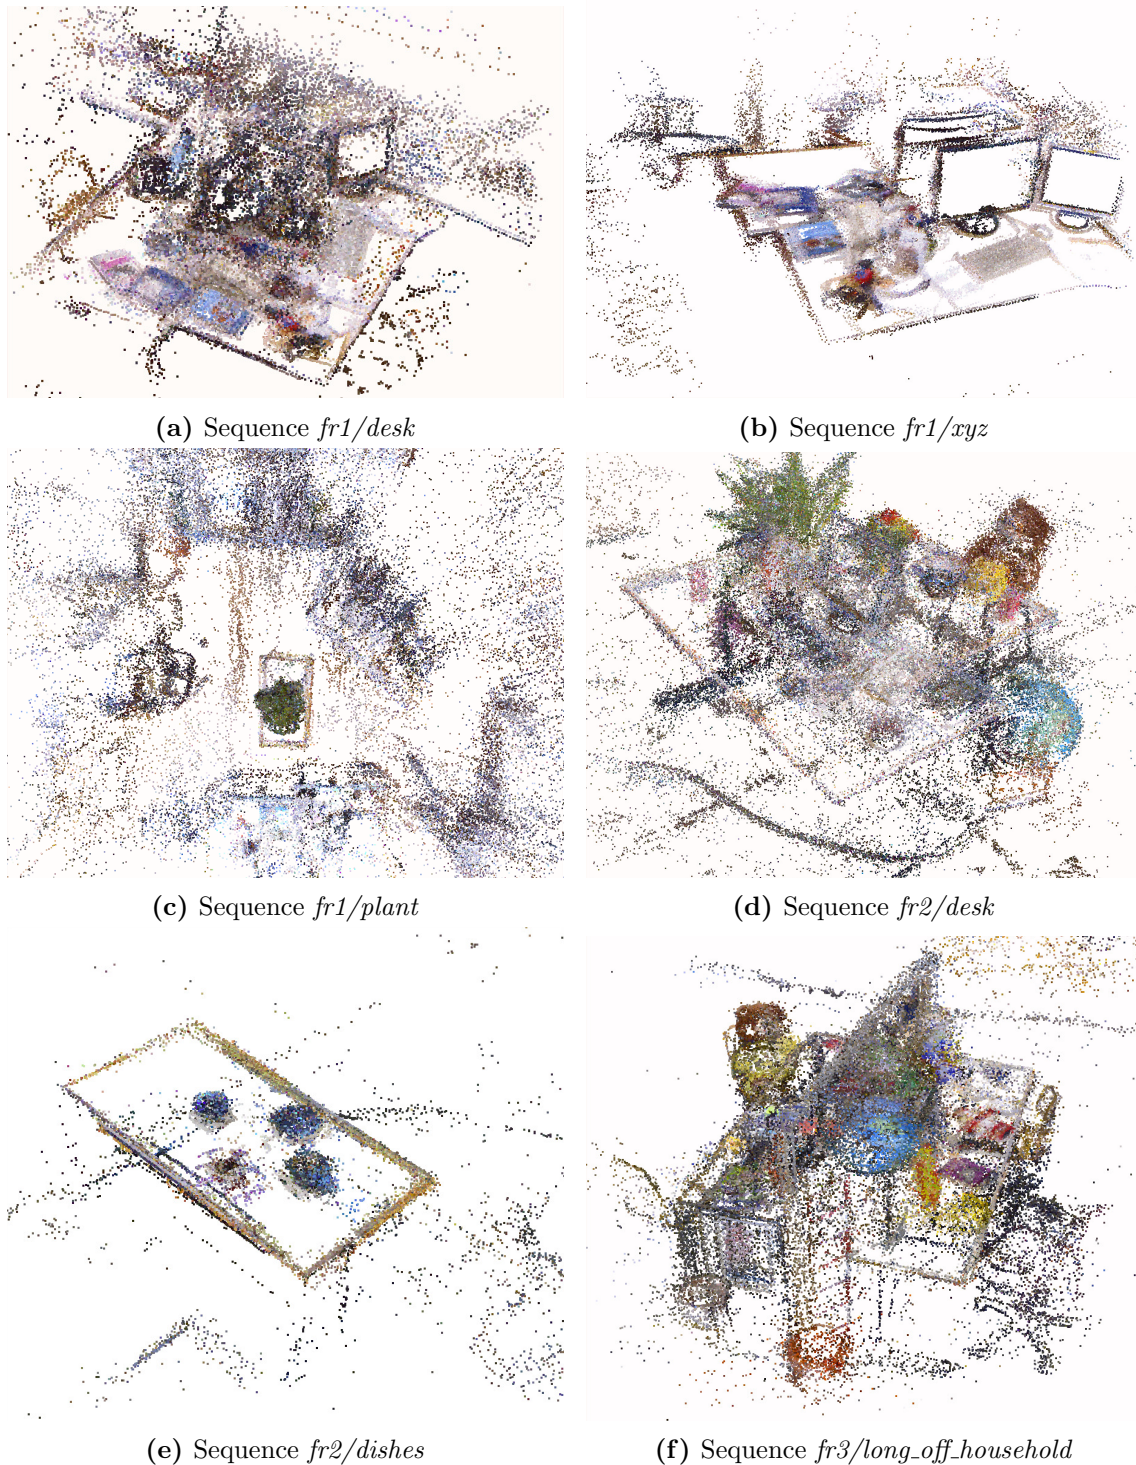 (a) Sequence fr1/desk
(b) Sequence fr1/xyz
(c) Sequence fr1/plant
(d) Sequence fr2/desk
(e) Sequence fr2/dishes
(f) Sequence fr3/long_off_household